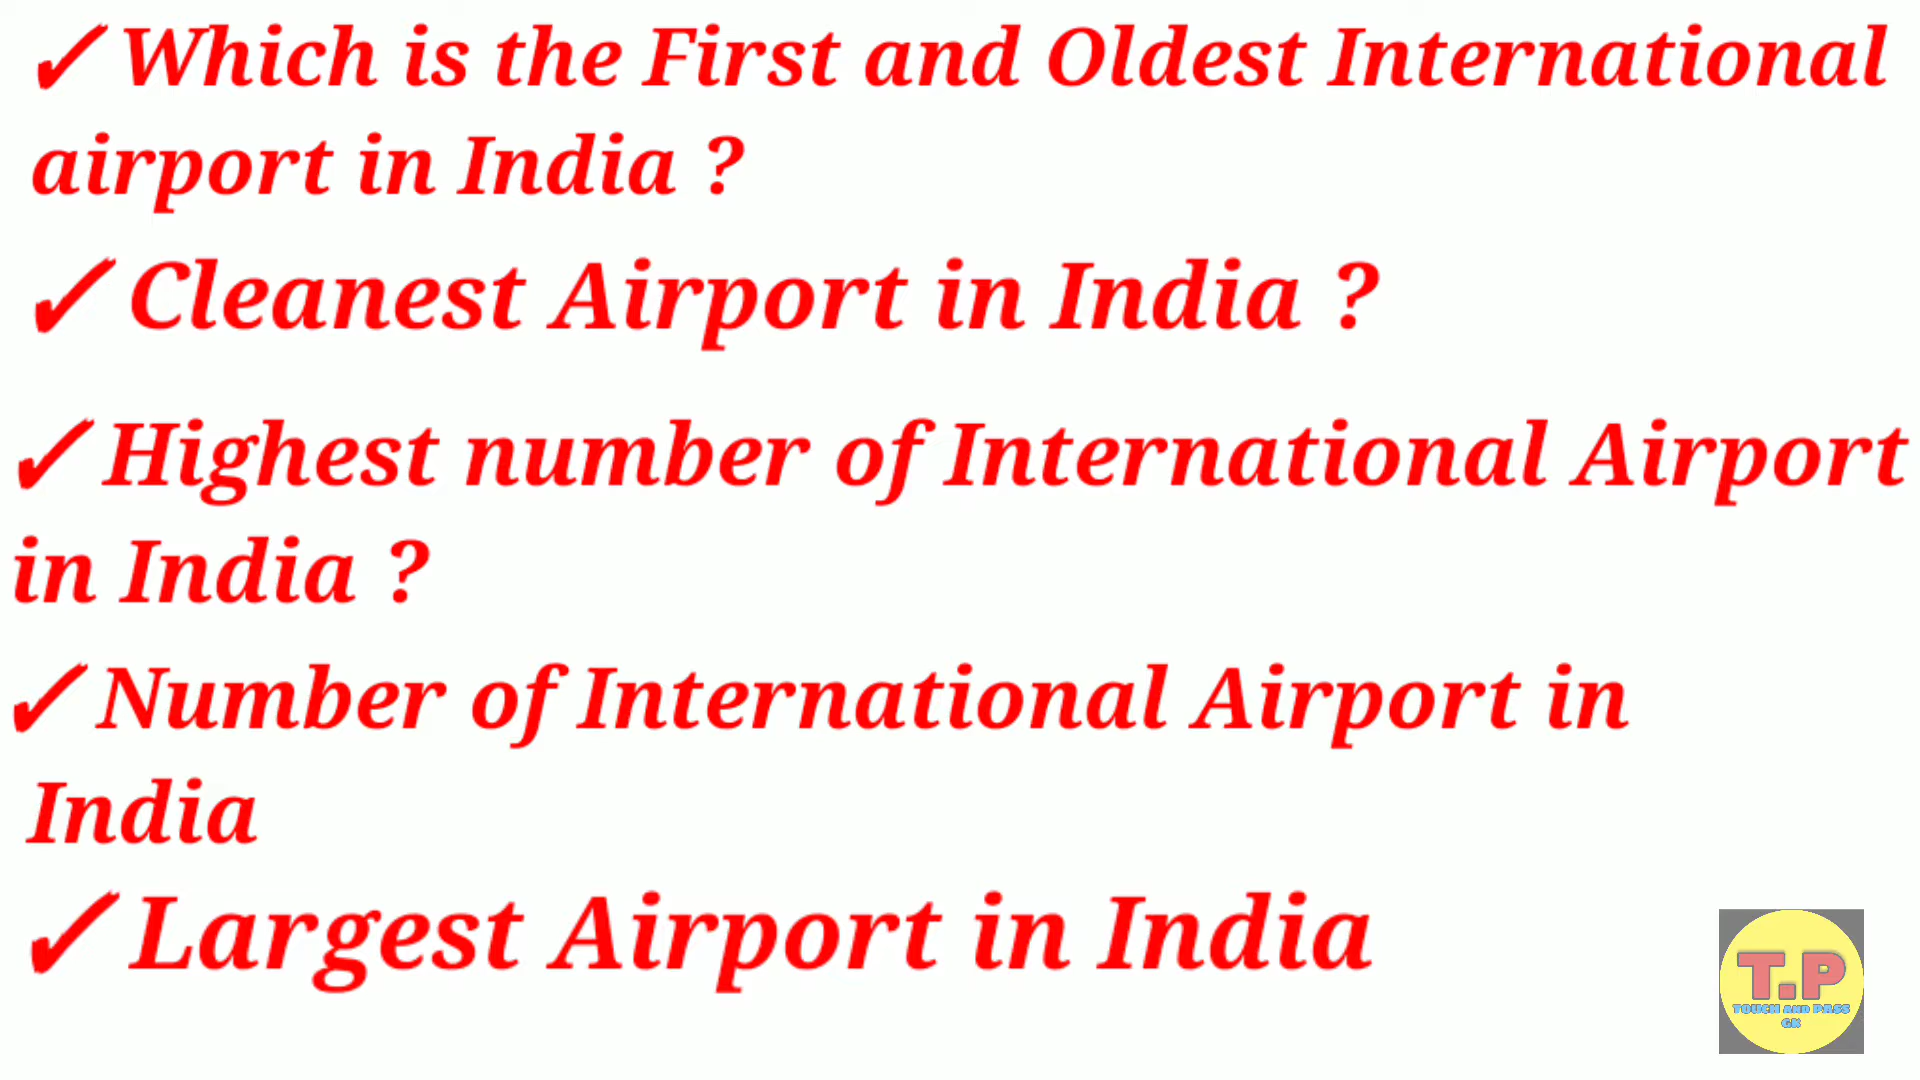 ✓Which is the First and Oldest International
airport in India ?
✓Cleanest Airport in India ?
✓Highest number of International Airport
in India ?
✓Number of International Airport in
India
✓Largest Airport in India
T.P
TOUCH AND PASS
GK